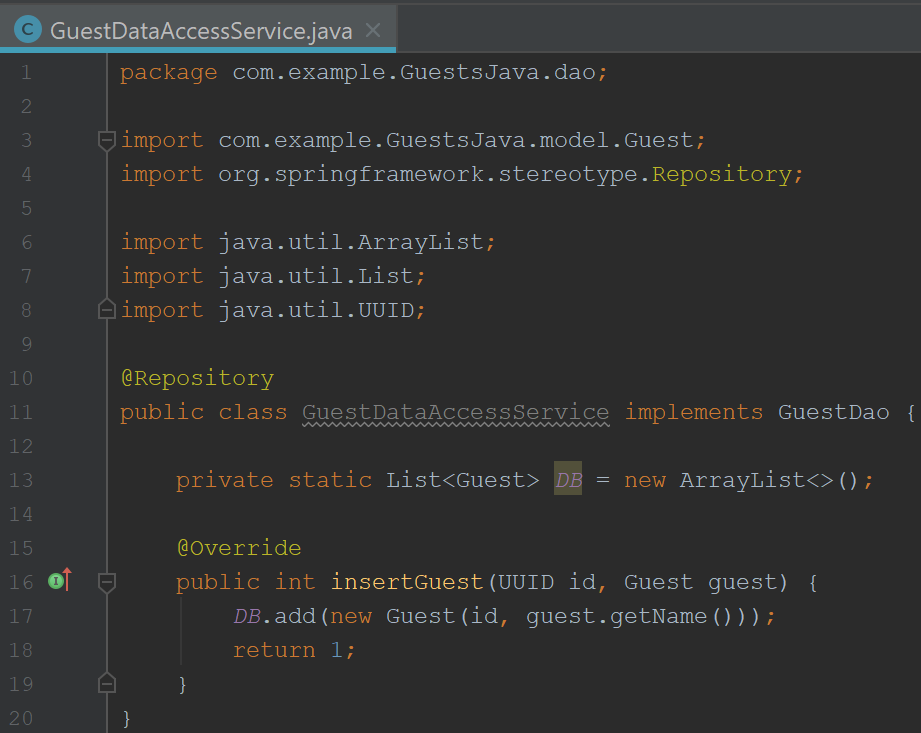 C GuestDataAccessService.java ×
1 package com.example.GuestsJava.dao;
2
3 import com.example.GuestsJava.model.Guest;
4 import org.springframework.stereotype.Repository;
5
6 import java.util.ArrayList;
7 import java.util.List;
8 import java.util.UUID;
9
10 @Repository
11 public class GuestDataAccessService implements GuestDao {
12
13     private static List<Guest> DB = new ArrayList<>();
14
15     @Override
16 I     public int insertGuest(UUID id, Guest guest) {
17         DB.add(new Guest(id, guest.getName()));
18         return 1;
19     }
20 }